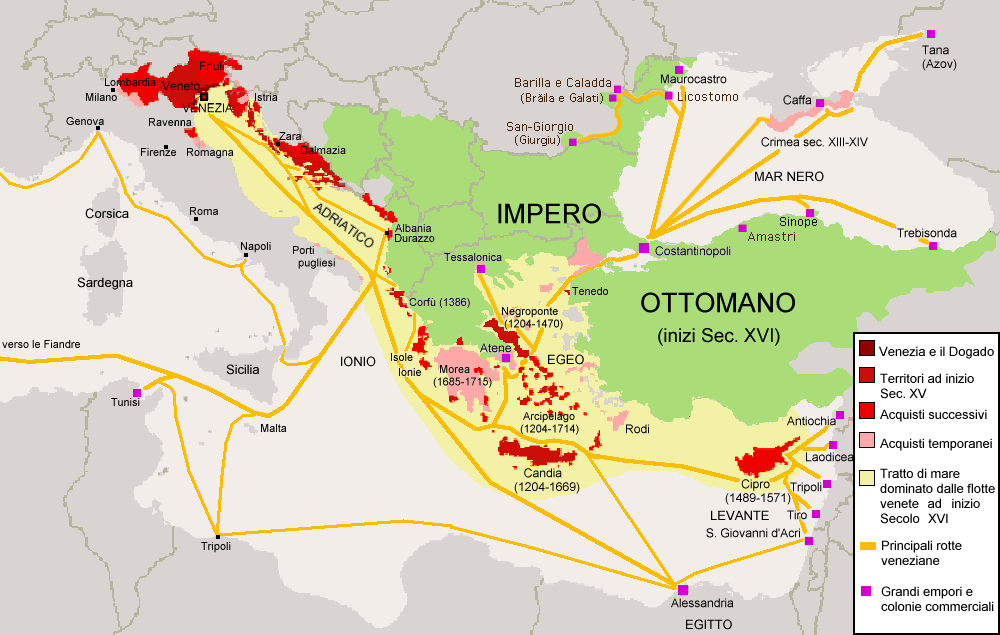 Tana
(Azov)
Friuli
Lombardia
Veneto
Milano
VENEZIA
Istria
Genova
Ravenna
Firenze
Romagna
Zara
Dalmazia
Barilla e Caladda
(Brăila e Galati)
Maurocastro
Licostomo
San-Giorgio
(Giurgiu)
Caffa
Crimea sec. XIII-XIV
MAR NERO
Corsica
Roma
ADRIATICO
Albania
Durazzo
IMPERO
Sinope
Amastri
Trebisonda
Costantinopoli
Napoli
Porti
pugliesi
Tessalonica
Sardegna
Tenedo
Corfù (1386)
Negroponte
(1204-1470)
OTTOMANO
(inizi Sec. XVI)
verso le Fiandre
Sicilia
IONIO
Isole
Ionie
Atene
EGEO
Morea
(1685-1715)
Tunisi
Malta
Arcipelago
(1204-1714)
Rodi
Antiochia
Laodicea
Candia
(1204-1669)
Cipro
(1489-1571)
Tripoli
LEVANTE
Tiro
S. Giovanni d'Acri
Tripoli
Alessandria
EGITTO
Venezia e il Dogado
Territori ad inizio
Sec. XV
Acquisti successivi
Acquisti temporanei
Tratto di mare
dominato dalle flotte
venete ad inizio
Secolo XVI
Principali rotte
veneziane
Grandi empori e
colonie commerciali